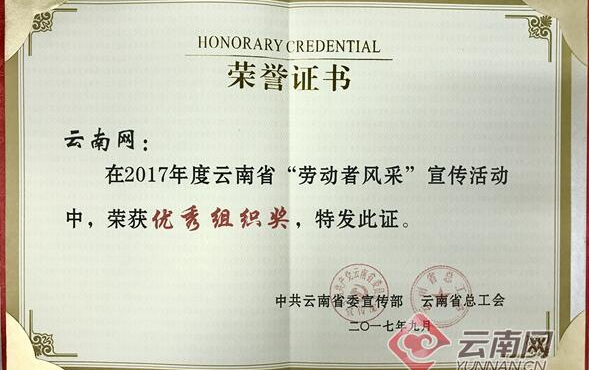 HONORARY CREDENTIAL
荣誉证书
云南网：
在2017年度云南省“劳动者风采”宣传活动
中，荣获优秀组织奖，特发此证。
中共云南省委宣传部 云南省总工会
二〇一七年九月
云南网
YUNNAN.CN